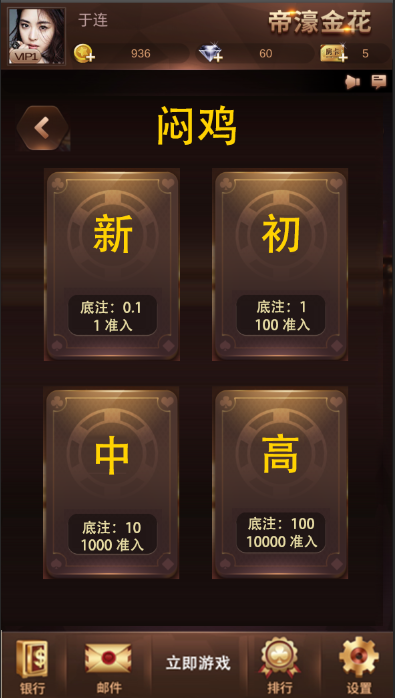 于连
帝濠金花
VIP1
936
60
房卡
5
闷鸡
新
底注：0.1
1 准入
初
底注：1
100 准入
中
底注：10
1000 准入
高
底注：100
10000 准入
银行
邮件
立即游戏
排行
设置